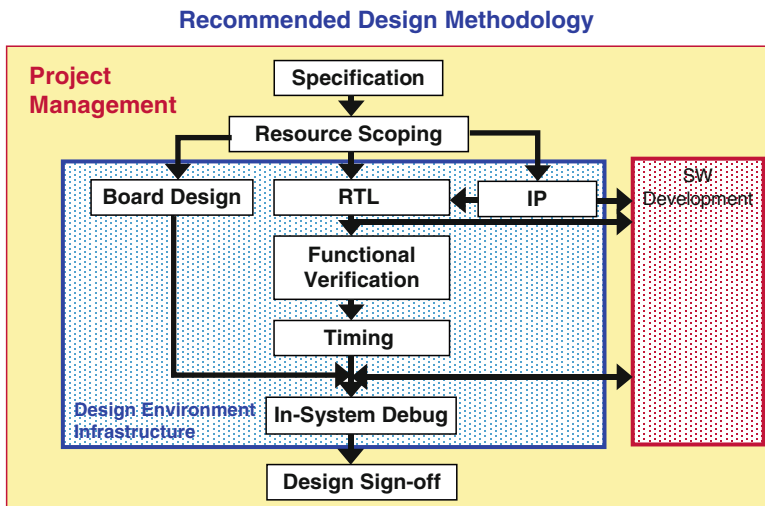 Recommended Design Methodology
Project
Management
Specification
Resource Scoping
Board Design
RTL
IP
SW
Development
Functional
Verification
Timing
Design Environment
Infrastructure
In-System Debug
Design Sign-off